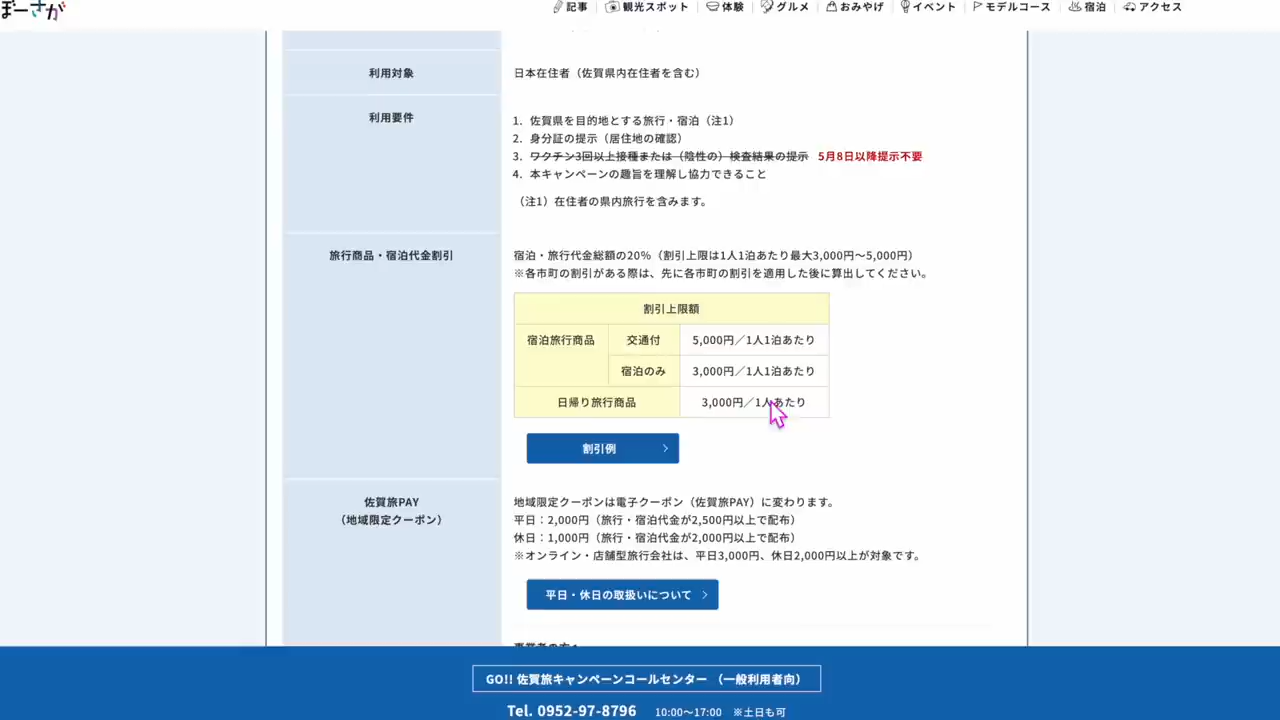 ぼーさが
記事
観光スポット
体験
グルメ
おみやげ
イベント
モデルコース
宿泊
アクセス
利用対象
日本在住者（佐賀県内在住者を含む）
利用要件
1. 佐賀県を目的地とする旅行・宿泊（注1）
2. 身分証の提示（居住地の確認）
3. ワクチン3回以上接種または（陰性の）検査結果の提示 5月8日以降提示不要
4. 本キャンペーンの趣旨を理解し協力できること
（注1）在住者の県内旅行を含みます。
旅行商品・宿泊代金割引
宿泊・旅行代金総額の20%（割引上限は1人1泊あたり最大3,000円～5,000円）
※各市町の割引がある際は、先に各市町の割引を適用した後に算出してください。
割引上限額
宿泊旅行商品
交通付
5,000円／1人1泊あたり
宿泊のみ
3,000円／1人1泊あたり
日帰り旅行商品
3,000円／1人あたり
割引例
佐賀旅PAY
（地域限定クーポン）
地域限定クーポンは電子クーポン（佐賀旅PAY）に変わります。
平日：2,000円（旅行・宿泊代金が2,500円以上で配布）
休日：1,000円（旅行・宿泊代金が2,000円以上で配布）
※オンライン・店舗型旅行会社は、平日3,000円、休日2,000円以上が対象です。
平日・休日の取扱いについて
GO!! 佐賀旅キャンペーンコールセンター （一般利用者向）
Tel. 0952-97-8796 10:00～17:00 ※土日も可